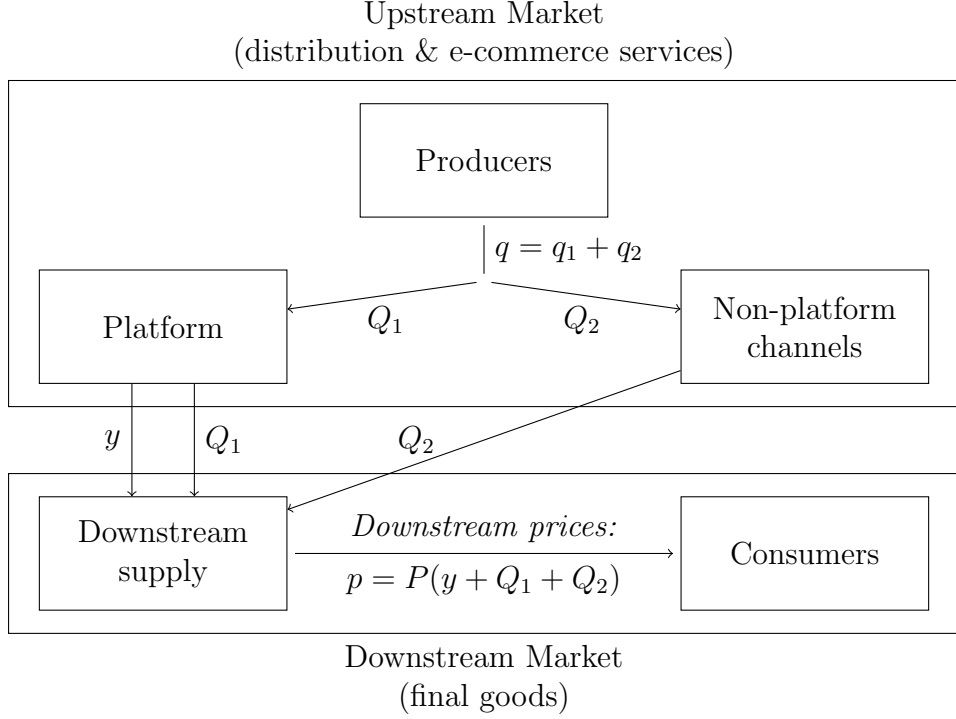 Upstream Market
(distribution & e-commerce services)
Producers
q = q₁ + q₂
Platform
Q₁
Q₂
Non-platform
channels
y
Q₁
Q₂
Downstream
supply
Downstream prices:
p = P(y + Q₁ + Q₂)
Consumers
Downstream Market
(final goods)